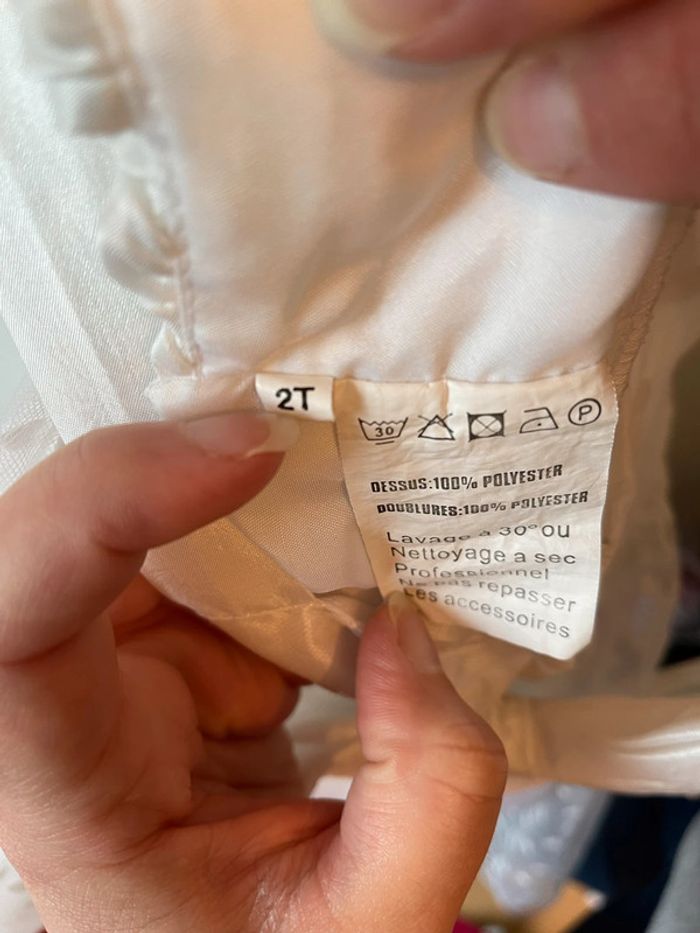 2T
30
P
DESSUS:100% POLYESTER
DOUBLURES:100% POLYESTER
Lavage a 30°ou
Nettoyage a sec
Professionnel
Ne pas repasser
Les accessoires